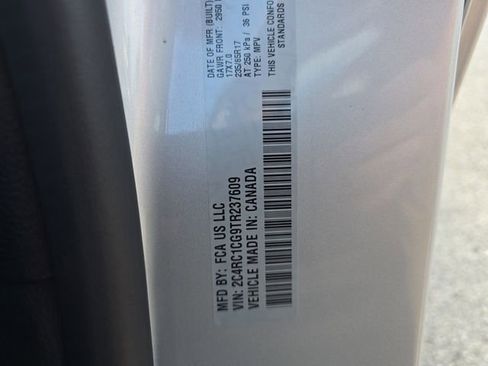 DATE OF MFR (BUILT)
GAWR FRONT: 2950
17X7.0
235/65R17
AT 250 kPa / 36 PSI
TYPE: MPV
THIS VEHICLE CONFO
STANDARDS
MFD BY: FCA US LLC
VIN: 2C4RC1CG9TR237609
VEHICLE MADE IN: CANADA